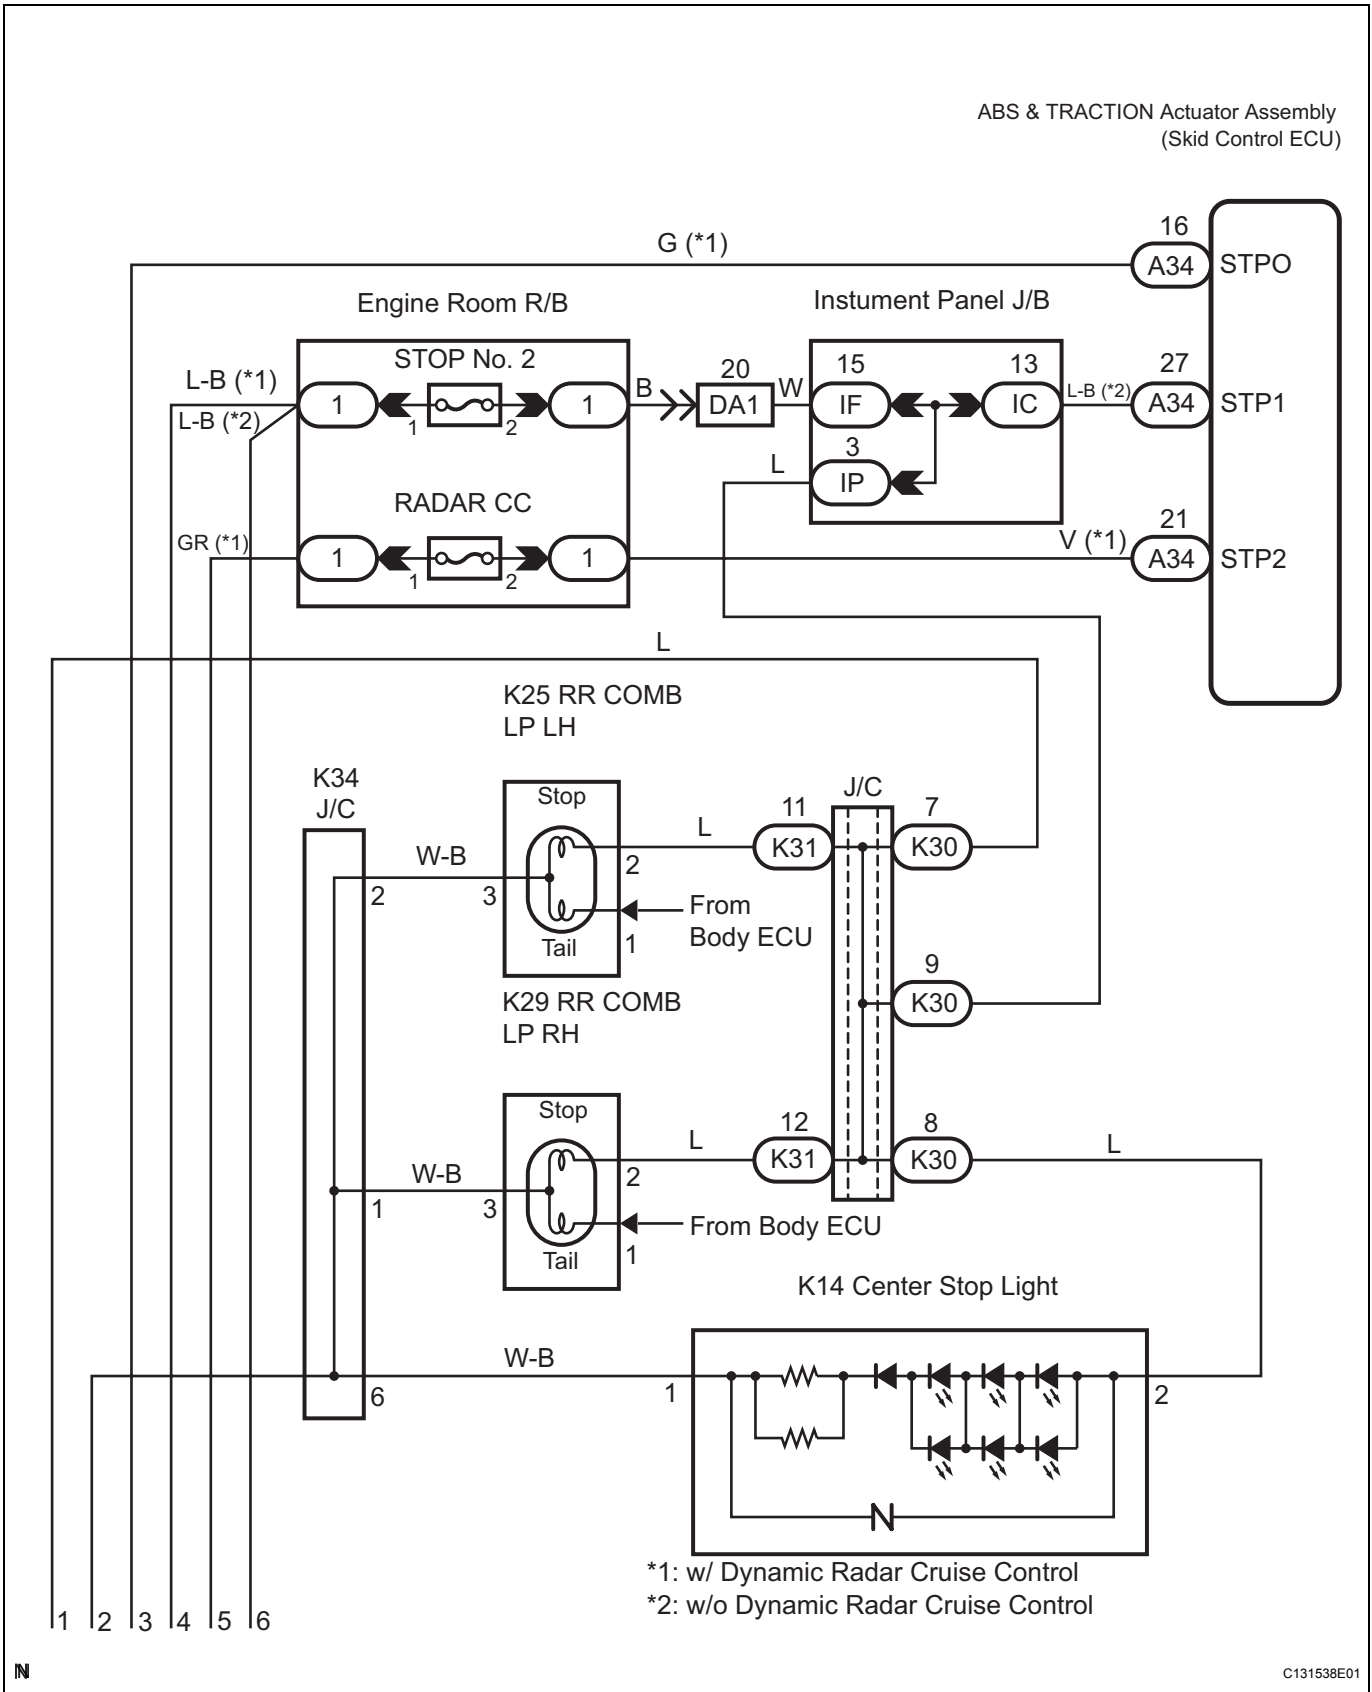 ABS & TRACTION Actuator Assembly
(Skid Control ECU)
16
G (*1)
A34
STPO
Engine Room R/B
Instument Panel J/B
STOP No. 2
L-B (*1)
L-B (*2)
1
1
2
1
B
20
DA1
W
15
IF
13
IC
L-B (*2)
27
A34
STP1
3
IP
L
RADAR CC
GR (*1)
1
1
2
1
V (*1)
21
A34
STP2
L
K25 RR COMB
LP LH
K34
J/C
Stop
J/C
11
K31
7
K30
L
W-B
2
3
2
From
Body ECU
Tail
1
9
K30
K29 RR COMB
LP RH
Stop
12
K31
8
K30
L
L
W-B
1
3
2
From Body ECU
Tail
1
K14 Center Stop Light
W-B
6
1
2
*1: w/ Dynamic Radar Cruise Control
*2: w/o Dynamic Radar Cruise Control
1
2
3
4
5
6
N
C131538E01